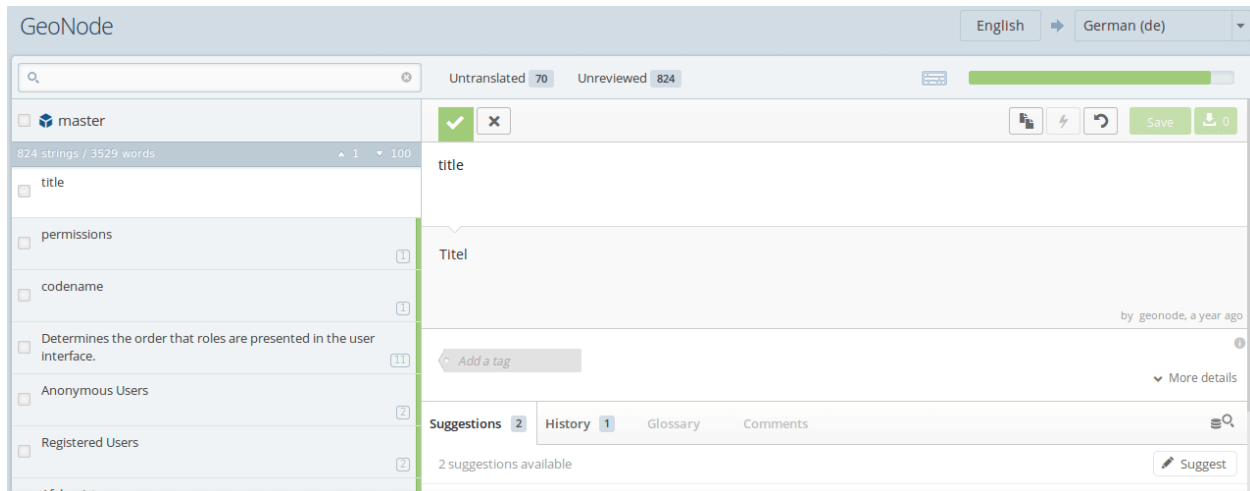 GeoNode
English
German (de)
Untranslated 70 Unreviewed 824
master
824 strings / 3529 words 1 100
title
permissions
1
codename
1
Determines the order that roles are presented in the user
interface.
11
Anonymous Users
2
Registered Users
2
Save 0
title
Titel
by geonode, a year ago
Add a tag
More details
Suggestions 2 History 1 Glossary Comments
2 suggestions available
Suggest